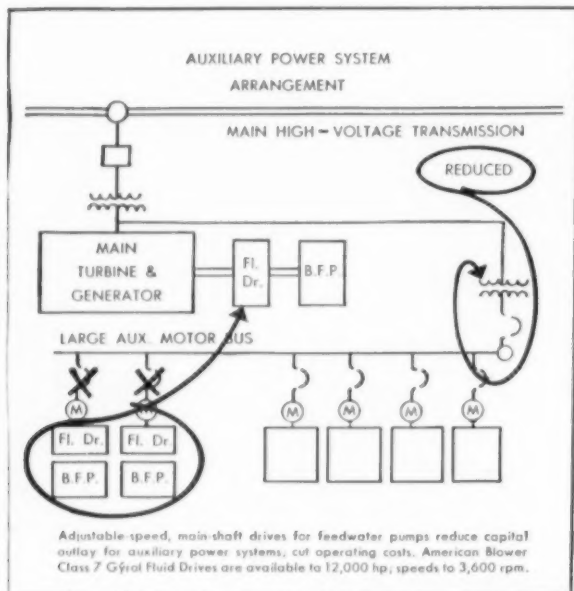 AUXILIARY POWER SYSTEM
ARRANGEMENT
MAIN HIGH-VOLTAGE TRANSMISSION
REDUCED
MAIN
TURBINE &
GENERATOR
Fl.
Dr.
B.F.P.
LARGE AUX. MOTOR BUS
M
M
M
M
M
M
Fl. Dr.
Fl. Dr.
B.F.P.
B.F.P.
Adjustable-speed, main-shaft drives for feedwater pumps reduce capital
outlay for auxiliary power systems, cut operating costs. American Blower
Class 7 Gýrol Fluid Drives are available to 12,000 hp; speeds to 3,600 rpm.